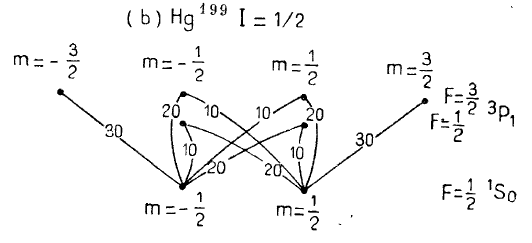 (b) Hg¹⁹⁹ I = 1/2
m = - 3/2 m = - 1/2 m = 1/2 m = 3/2
F = 3/2 ³P₁
F = 1/2
30 20 10 10 20 30
10 20 20 10
m = - 1/2 m = 1/2 F = 1/2 ¹S₀